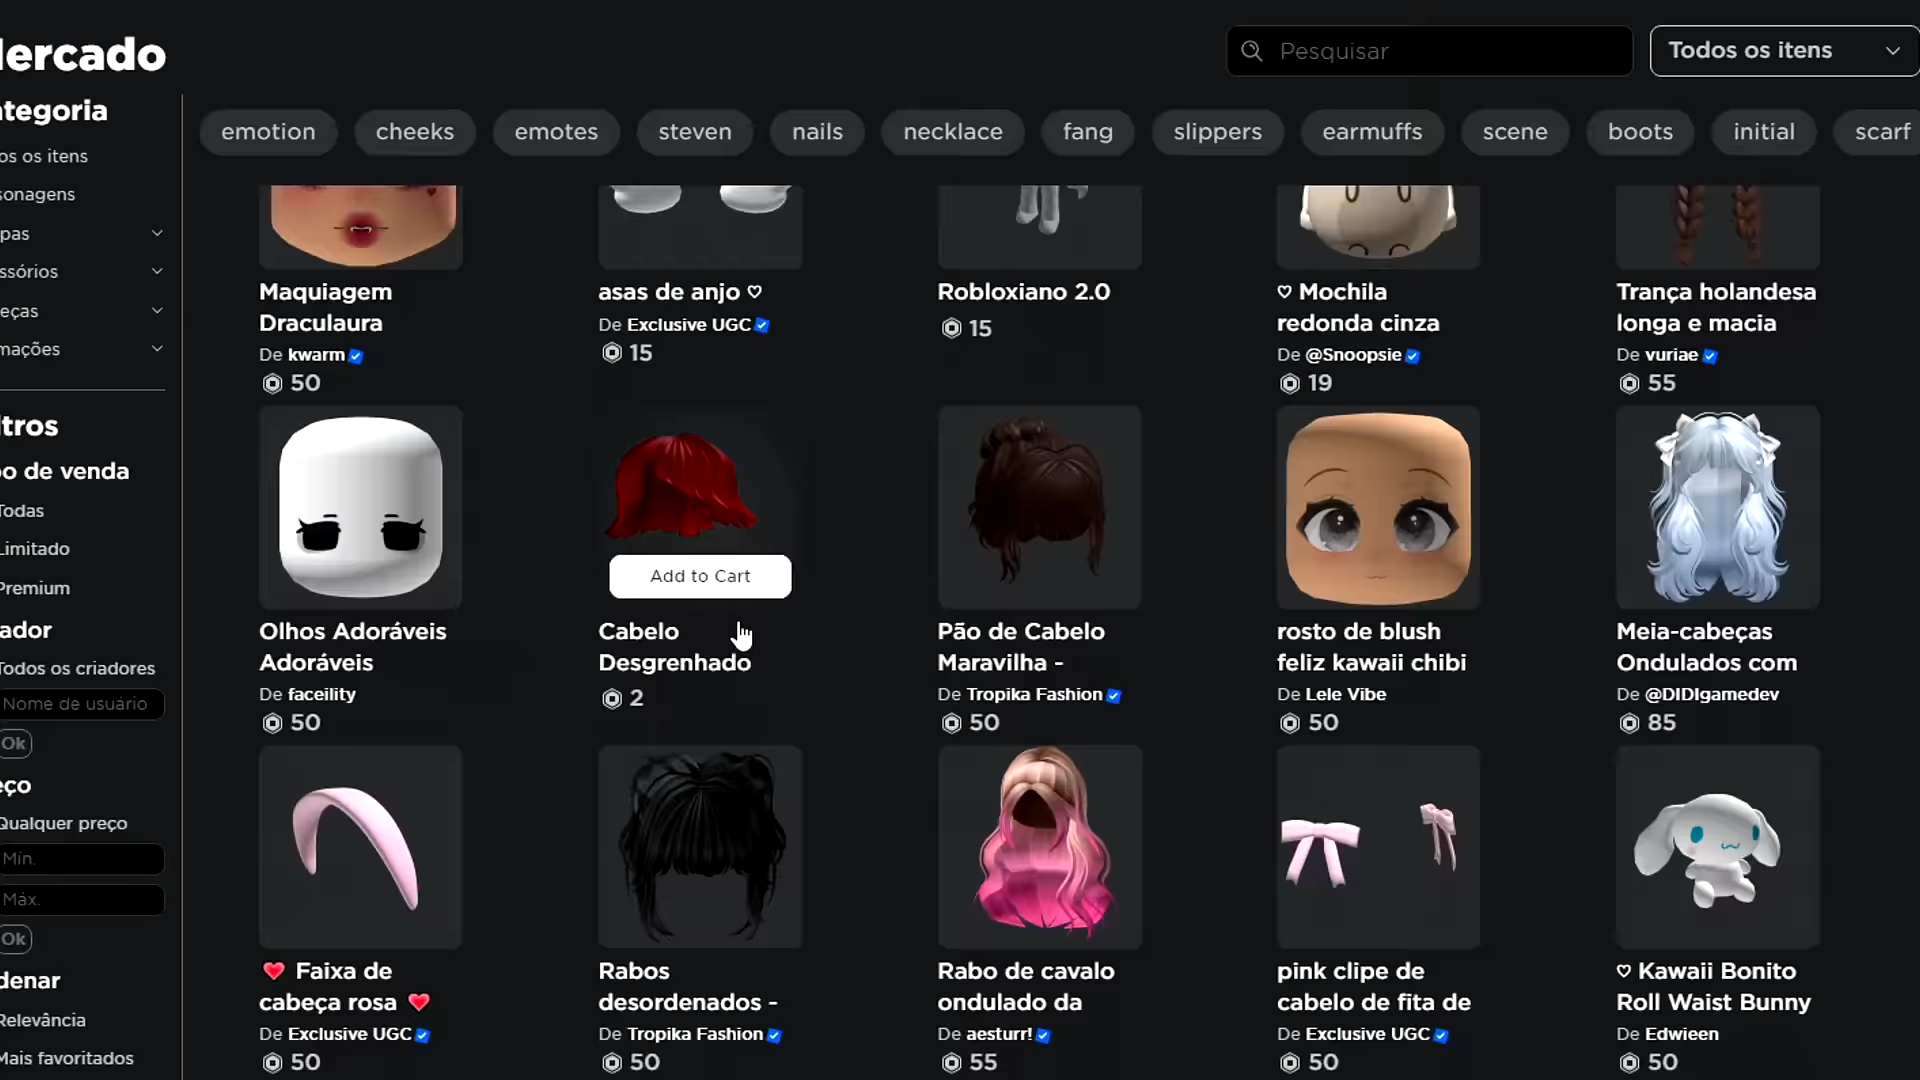 Mercado
Pesquisar
Todos os itens
ategoria
os os itens
sonagens
pas
ssórios
eças
mações
ltros
po de venda
Todas
Limitado
Premium
ador
Todos os criadores
Nome de usuário
Ok
eço
Qualquer preço
Mín.
Máx.
Ok
denar
Relevância
Mais favoritados
emotion
cheeks
emotes
steven
nails
necklace
fang
slippers
earmuffs
scene
boots
initial
scarf
Maquiagem
Draculaura
De kwarm
50
asas de anjo ♡
De Exclusive UGC
15
Robloxiano 2.0
15
♡ Mochila
redonda cinza
De @Snoopsie
19
Trança holandesa
longa e macia
De vuriae
55
Olhos Adoráveis
Adoráveis
De faceility
50
Add to Cart
Cabelo
Desgrenhado
2
Pão de Cabelo
Maravilha -
De Tropika Fashion
50
rosto de blush
feliz kawaii chibi
De Lele Vibe
50
Meia-cabeças
Ondulados com
De @DIDIgamedev
85
❤️ Faixa de
cabeça rosa ❤️
De Exclusive UGC
50
Rabos
desordenados -
De Tropika Fashion
50
Rabo de cavalo
ondulado da
De aesturr!
55
pink clipe de
cabelo de fita de
De Exclusive UGC
50
♡ Kawaii Bonito
Roll Waist Bunny
De Edwieen
50